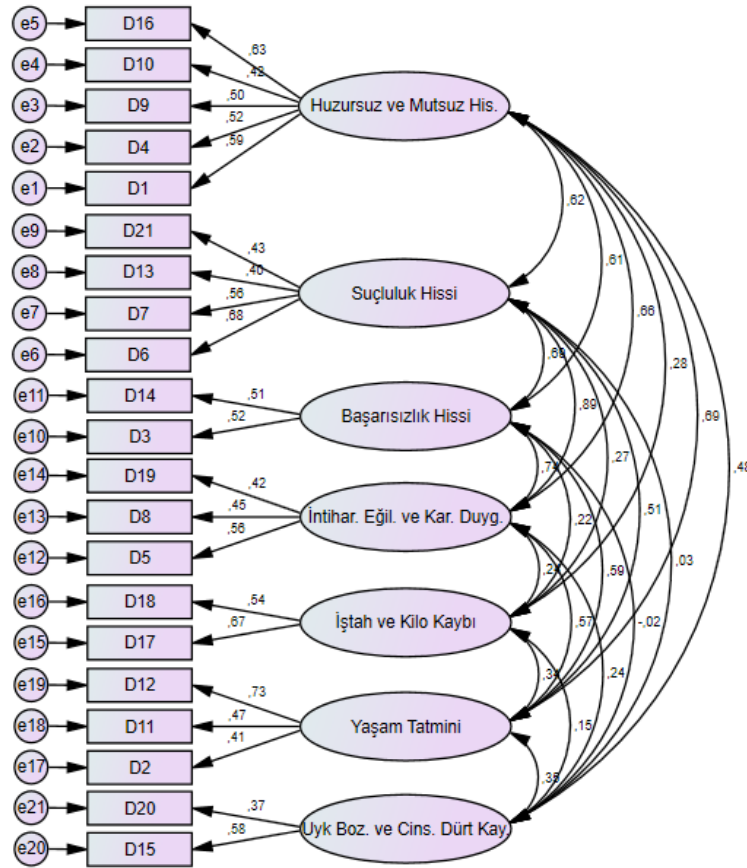 e5 D16
,63
e4 D10
,42
e3 D9
,50
Huzursuz ve Mutsuz His.
e2 D4
,52
e1 D1
,59
e9 D21
,43
e8 D13
,40
Suçluluk Hissi
e7 D7
,56
e6 D6
,68
e11 D14
,51
Başarısızlık Hissi
e10 D3
,52
e14 D19
,42
e13 D8
,45
İntihar. Eğil. ve Kar. Duyg.
e12 D5
,56
e16 D18
,54
İştah ve Kilo Kaybı
e15 D17
,67
e19 D12
,73
e18 D11
,47
Yaşam Tatmini
e17 D2
,41
e21 D20
,37
Uyk Boz. ve Cins. Dürt Kay.
e20 D15
,58
,62
,61
,66
,28
,69
,48
,89
,27
,51
,03
,74
,22
,59
-,02
,57
,24
,15